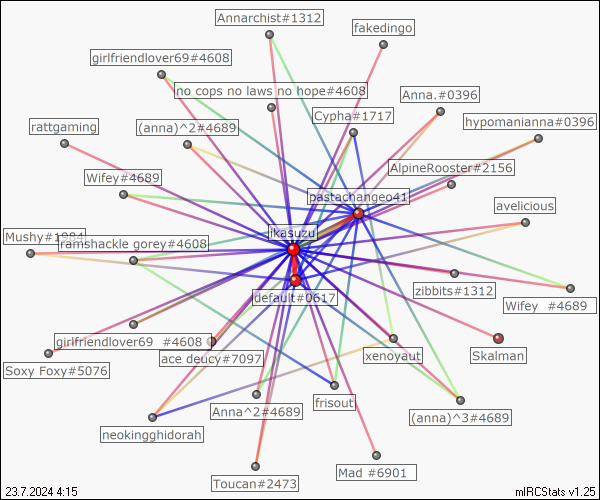 Annarchist#1312
fakedingo
girlfriendlover69#4608
no cops no laws no hope#4608
Anna.#0396
Cypha#1717
hypomanianna#0396
rattgaming
(anna)^2#4689
AlpineRooster#2156
Wifey#4689
pastachangeo41
avelicious
ikasuzu
Mushy#1984
ramshackle gorey#4608
zibbits#1312
default#0617
Wifey #4689
girlfriendlover69 #4608
ace deucy#7097
xenoyaut
Skalman
Soxy Foxy#5076
Anna^2#4689
frisout
(anna)^3#4689
neokingghidorah
Mad #6901
Toucan#2473
23.7.2024 4:15
mIRCStats v1.25